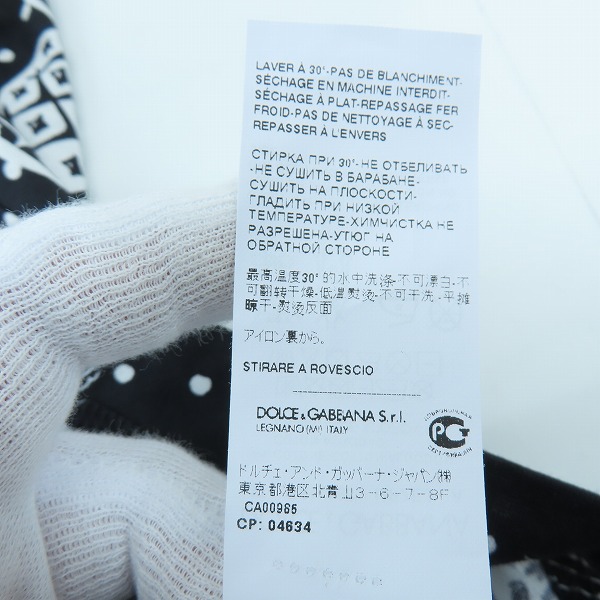 LAVER À 30°-PAS DE BLANCHIMENT-
SÉCHAGE EN MACHINE INTERDIT-
SÉCHAGE À PLAT-REPASSAGE FER
FROID-PAS DE NETTOYAGE À SEC-
REPASSER À L'ENVERS
СТИРКА ПРИ 30°-НЕ ОТБЕЛИВАТЬ
-НЕ СУШИТЬ В БАРАБАНЕ-
СУШИТЬ НА ПЛОСКОСТИ-
ГЛАДИТЬ ПРИ НИЗКОЙ
ТЕМПЕРАТУРЕ-ХИМЧИСТКА НЕ
РАЗРЕШЕНА-УТЮГ НА
ОБРАТНОЙ СТОРОНЕ
最高温度30°的水中洗涤-不可漂白-不
可翻转干燥-低温熨烫-不可干洗-平摊
晾干-熨烫反面
アイロン裏から。
STIRARE A ROVESCIO
DOLCE & GABBANA S.r.l.
LEGNANO (MI) ITALY
ドルチェ・アンド・ガッバーナ・ジャパン㈱
東京都港区北青山3-6-7-8F
CA00965
CP: 04634